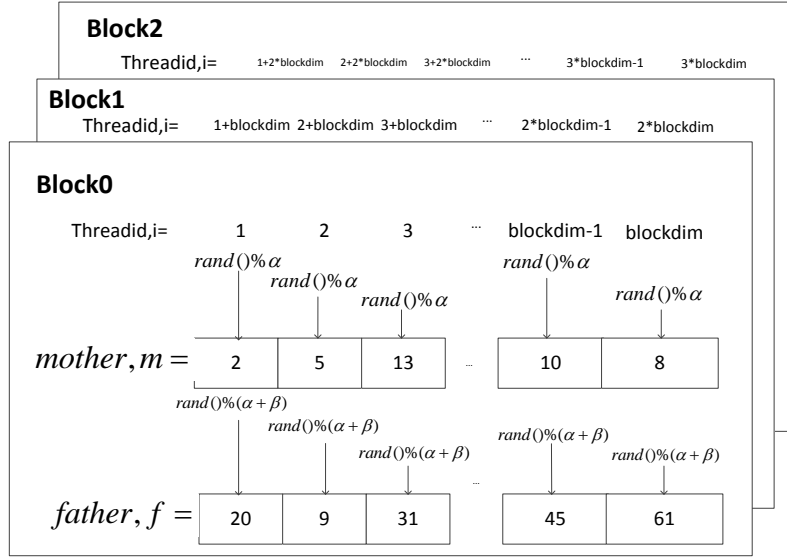 Block2
Threadid,i= 1+2*blockdim 2+2*blockdim 3+2*blockdim ... 3*blockdim-1 3*blockdim
Block1
Threadid,i= 1+blockdim 2+blockdim 3+blockdim ... 2*blockdim-1 2*blockdim
Block0
Threadid,i= 1 2 3 ... blockdim-1 blockdim
rand()%α rand()%α rand()%α rand()%α rand()%α
mother, m = 2 5 13 ... 10 8
rand()%(α + β) rand()%(α + β) rand()%(α + β) rand()%(α + β) rand()%(α + β)
...
father, f = 20 9 31 45 61